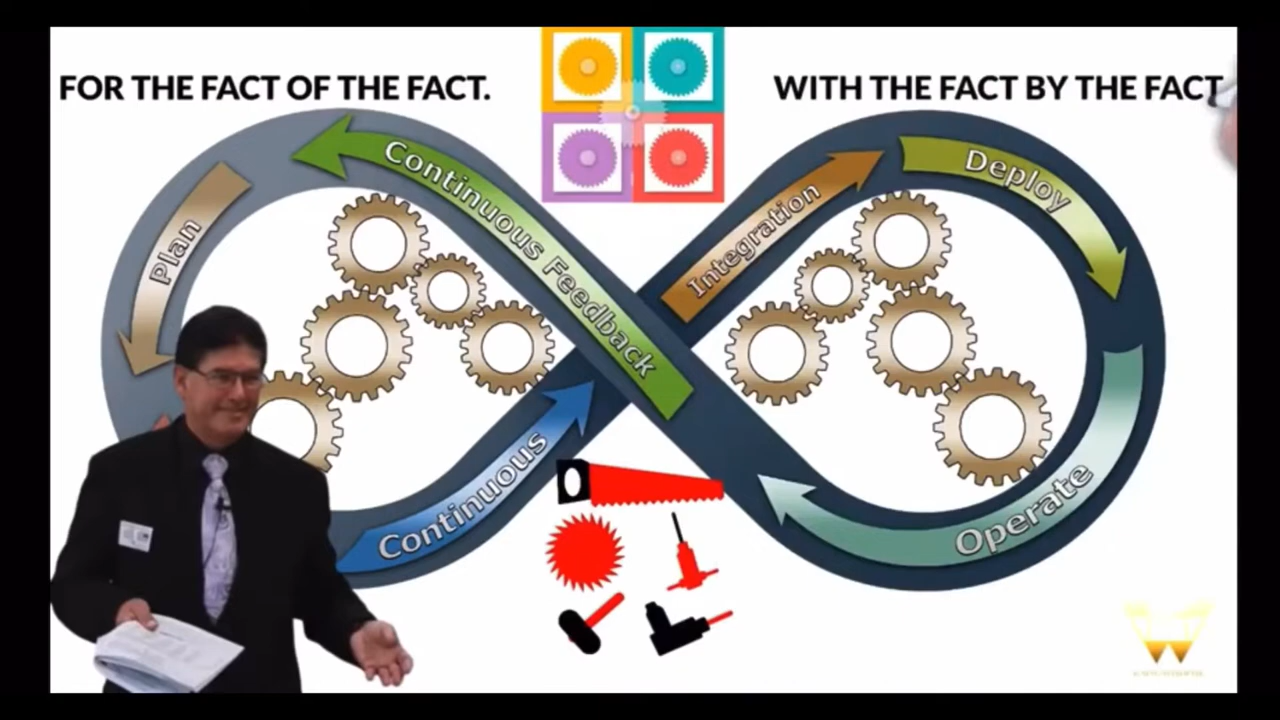 FOR THE FACT OF THE FACT.
WITH THE FACT BY THE FACT
Continuous Feedback
Plan
Integration
Deploy
Continuous
Operate